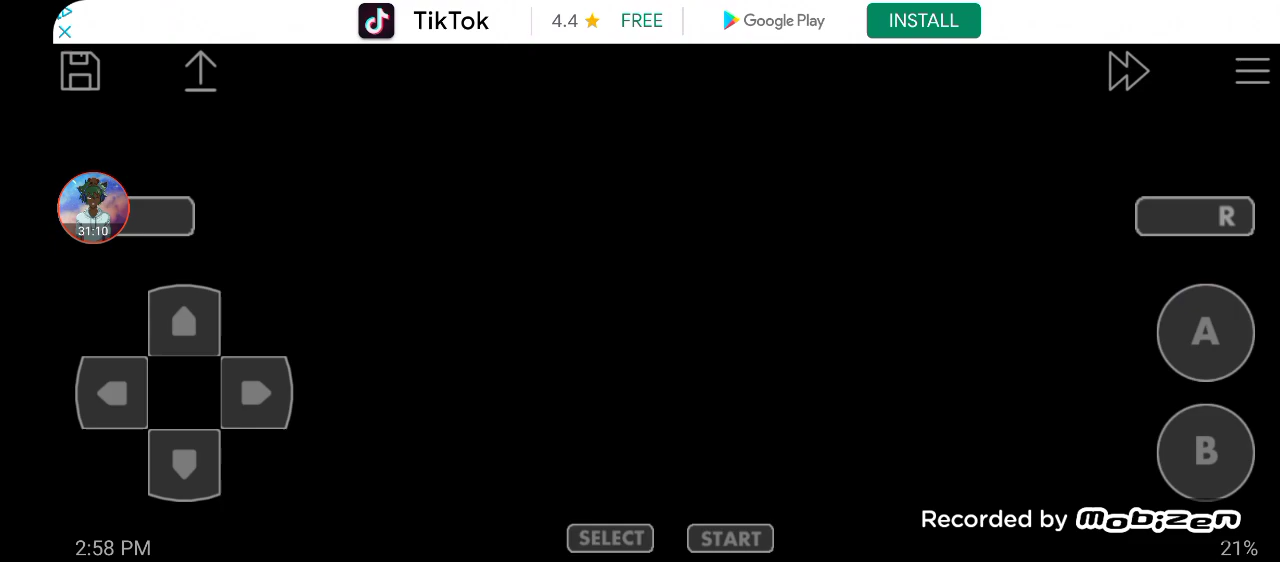 TikTok 4.4 FREE Google Play INSTALL
31:10
R
A
B
Recorded by mobizen
SELECT START
2:58 PM
21%